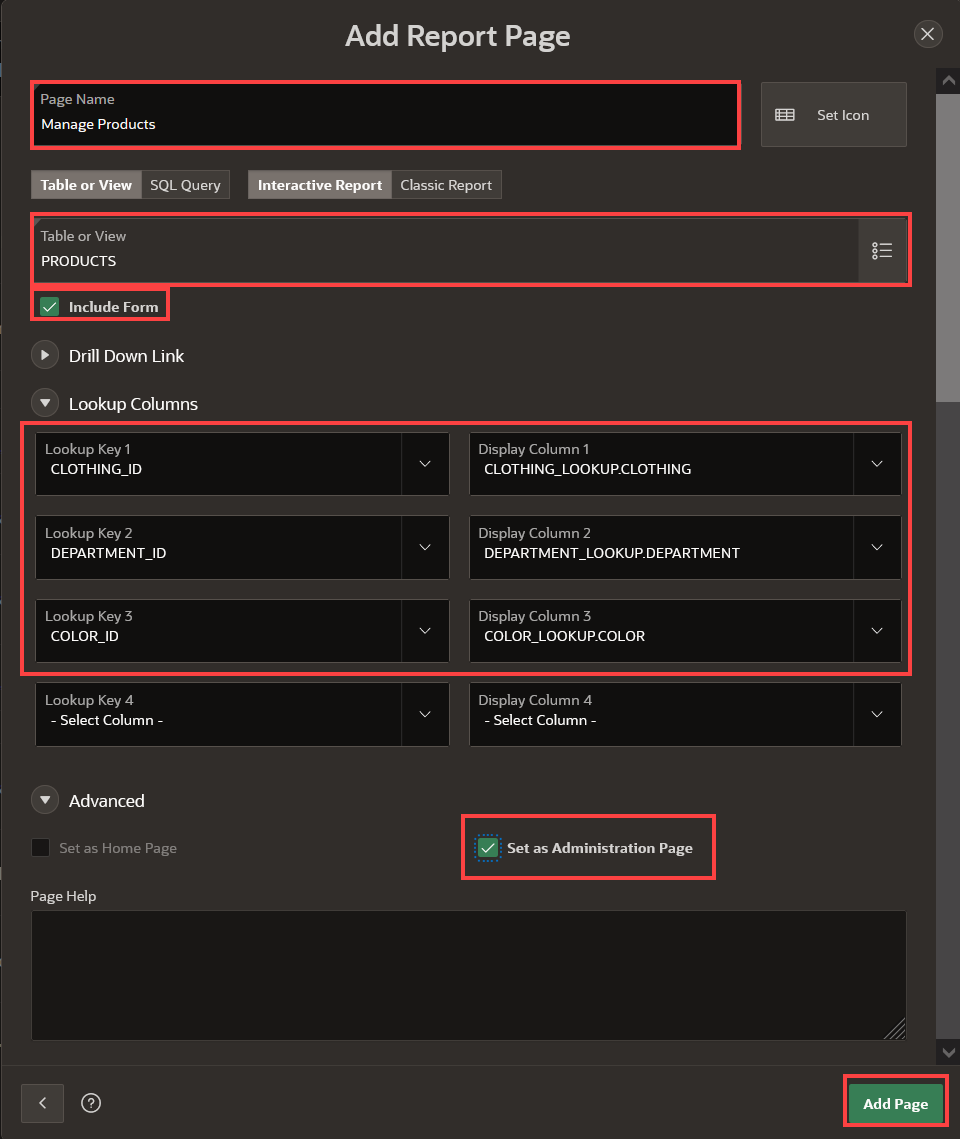 Add Report Page
Page Name
Manage Products
Set Icon
Table or View SQL Query Interactive Report Classic Report
Table or View
PRODUCTS
Include Form
Drill Down Link
Lookup Columns
Lookup Key 1 Display Column 1
CLOTHING_ID CLOTHING_LOOKUP.CLOTHING
Lookup Key 2 Display Column 2
DEPARTMENT_ID DEPARTMENT_LOOKUP.DEPARTMENT
Lookup Key 3 Display Column 3
COLOR_ID COLOR_LOOKUP.COLOR
Lookup Key 4 Display Column 4
- Select Column - - Select Column -
Advanced
Set as Home Page Set as Administration Page
Page Help
Add Page